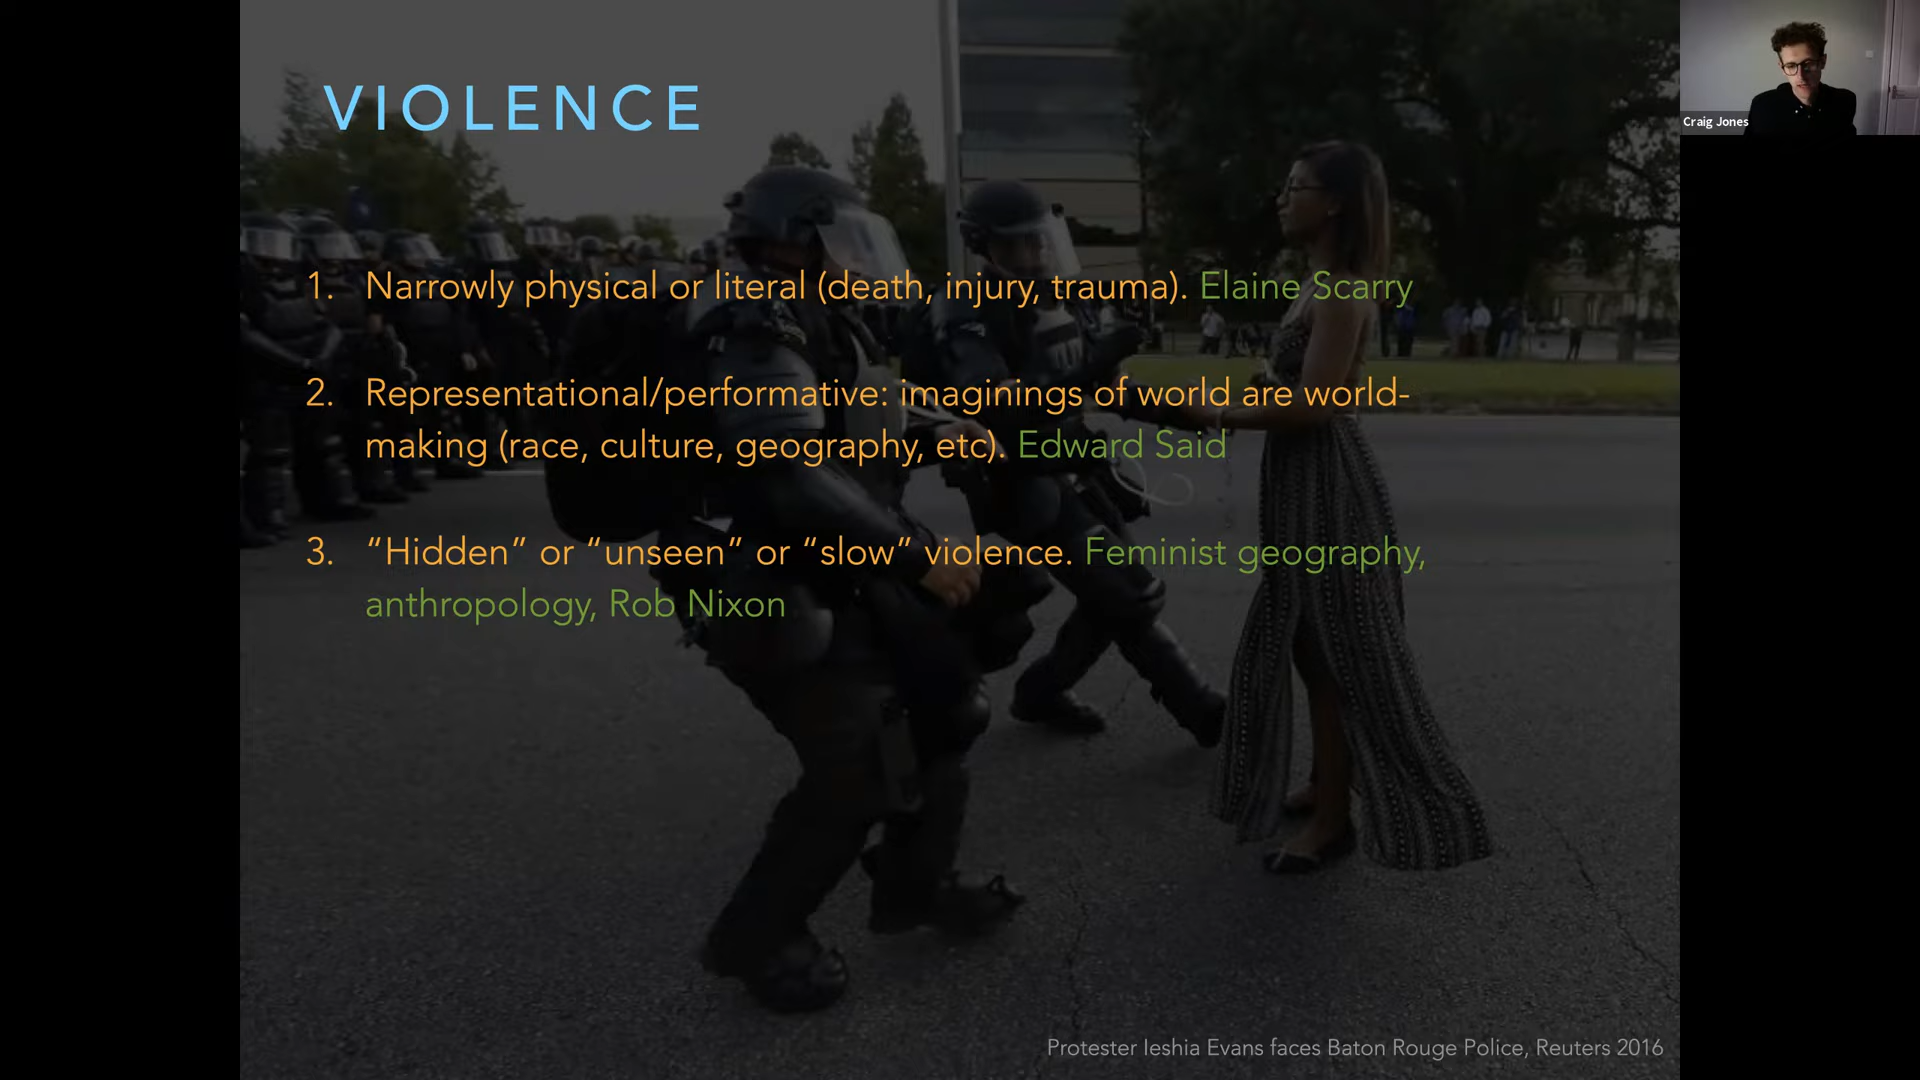 VIOLENCE
Craig Jones
1. Narrowly physical or literal (death, injury, trauma). Elaine Scarry
2. Representational/performative: imaginings of world are world-
making (race, culture, geography, etc). Edward Said
3. “Hidden” or “unseen” or “slow” violence. Feminist geography,
anthropology, Rob Nixon
Protester Ieshia Evans faces Baton Rouge Police, Reuters 2016